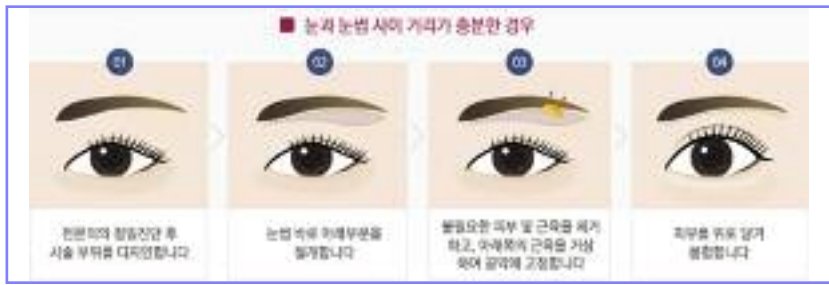 ■ 눈과 눈썹 사이 거리가 충분한 경우
01
02
03
04
전문의의 정밀진단 후
시술 부위를 디자인합니다
눈썹 바로 아래부분을
절개합니다
불필요한 피부 및 근육을 제거
하고, 아래쪽의 근육을 거상
하여 골막에 고정합니다
피부를 위로 당겨
봉합합니다